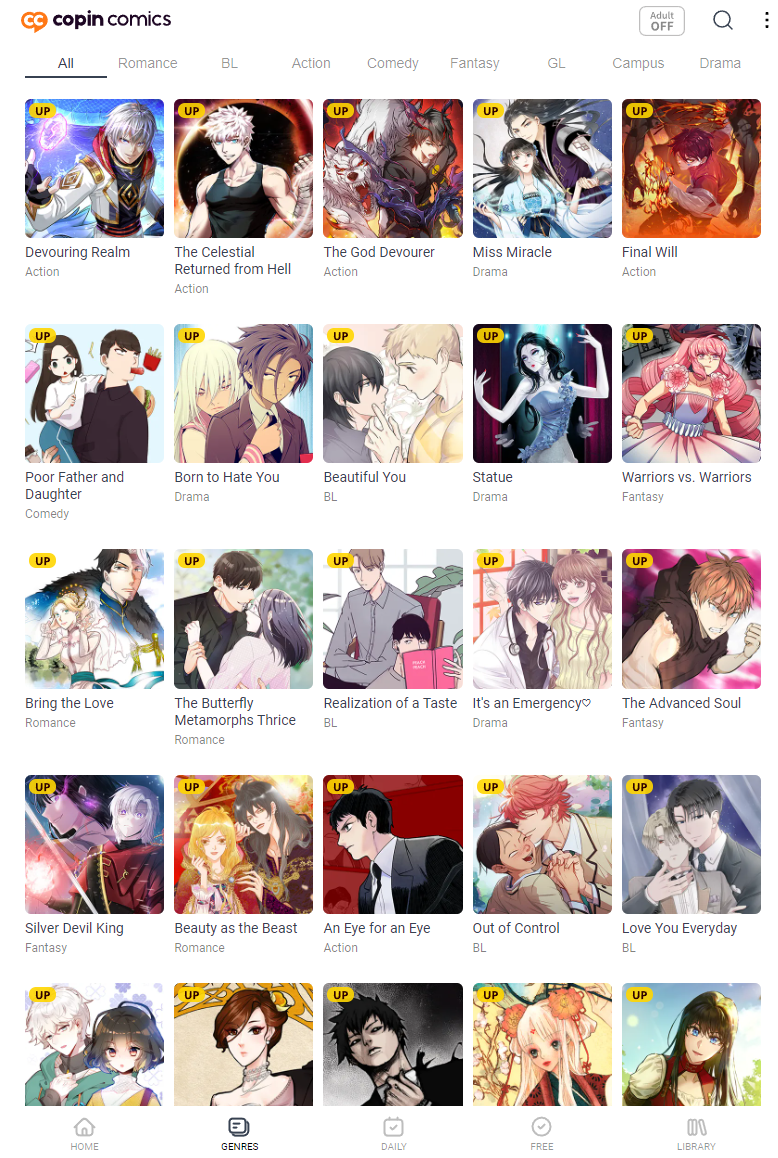 copin comics
Adult
OFF
All Romance BL Action Comedy Fantasy GL Campus Drama
UP UP UP UP UP
Devouring Realm
Action
The Celestial
Returned from Hell
Action
The God Devourer
Action
Miss Miracle
Drama
Final Will
Action
UP UP UP UP UP
Poor Father and
Daughter
Comedy
Born to Hate You
Drama
Beautiful You
BL
Statue
Drama
Warriors vs. Warriors
Fantasy
UP UP UP UP UP
Bring the Love
Romance
The Butterfly
Metamorphs Thrice
Romance
Realization of a Taste
BL
It's an Emergency♡
Drama
The Advanced Soul
Fantasy
UP UP UP UP UP
Silver Devil King
Fantasy
Beauty as the Beast
Romance
An Eye for an Eye
Action
Out of Control
BL
Love You Everyday
BL
UP UP UP UP UP
HOME GENRES DAILY FREE LIBRARY